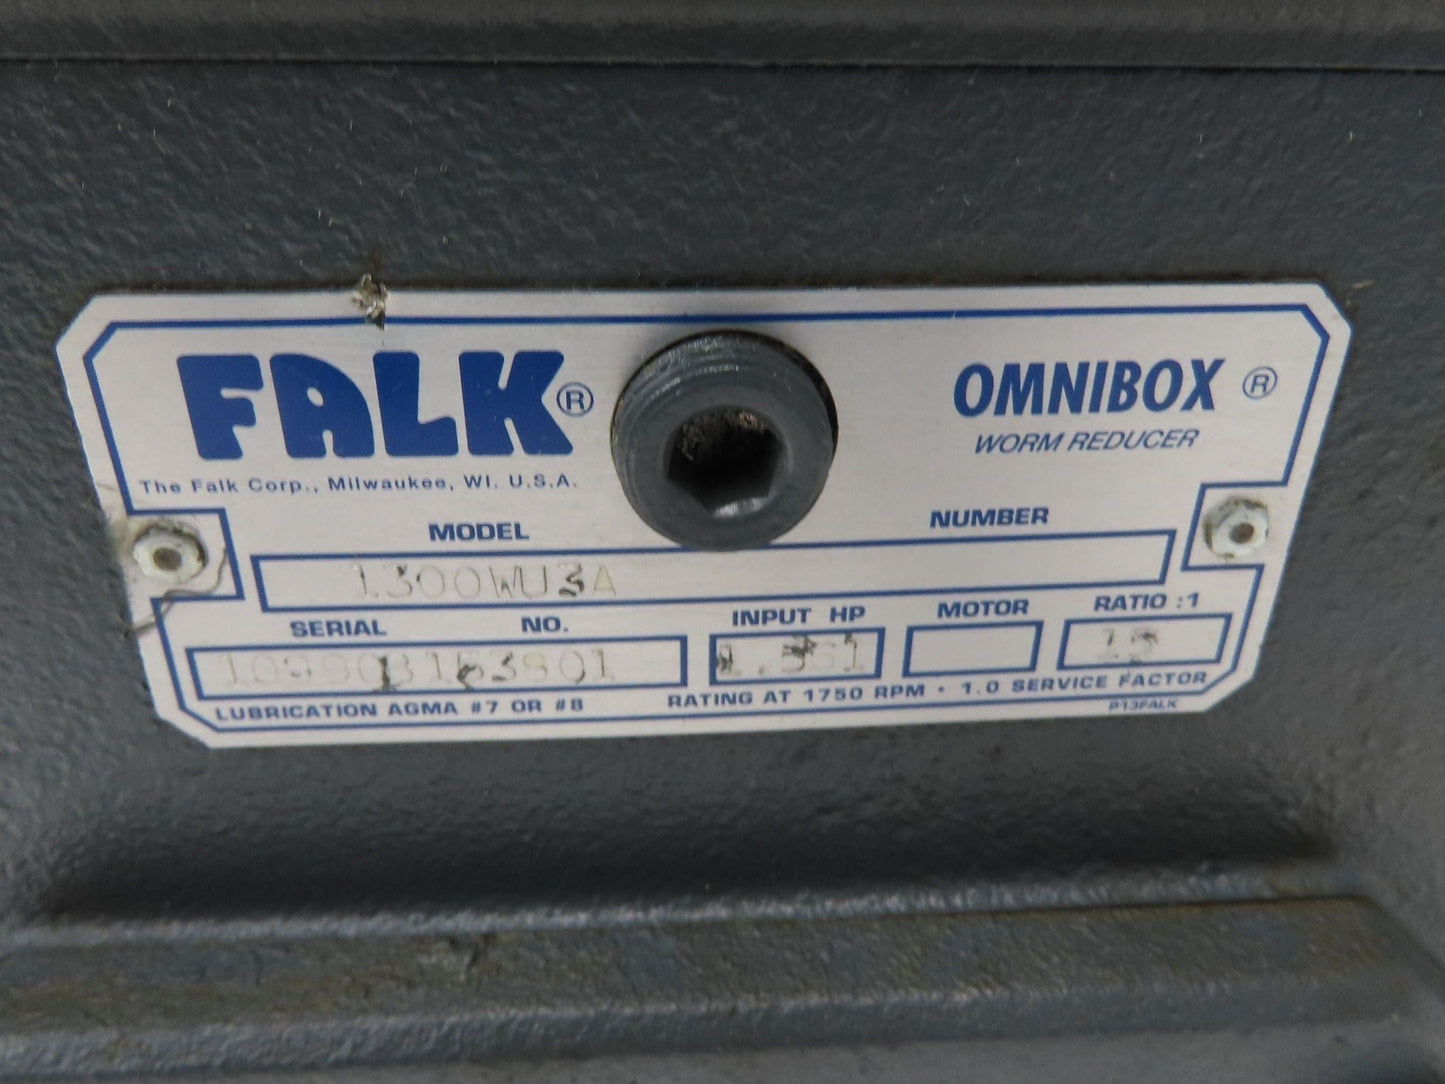 FALK® OMNIBOX®
WORM REDUCER
The Falk Corp., Milwaukee, WI. U.S.A.
MODEL NUMBER
1300WU3A
SERIAL NO. INPUT HP MOTOR RATIO :1
LUBRICATION AGMA #7 OR #8 RATING AT 1750 RPM • 1.0 SERVICE FACTOR
P13FALK